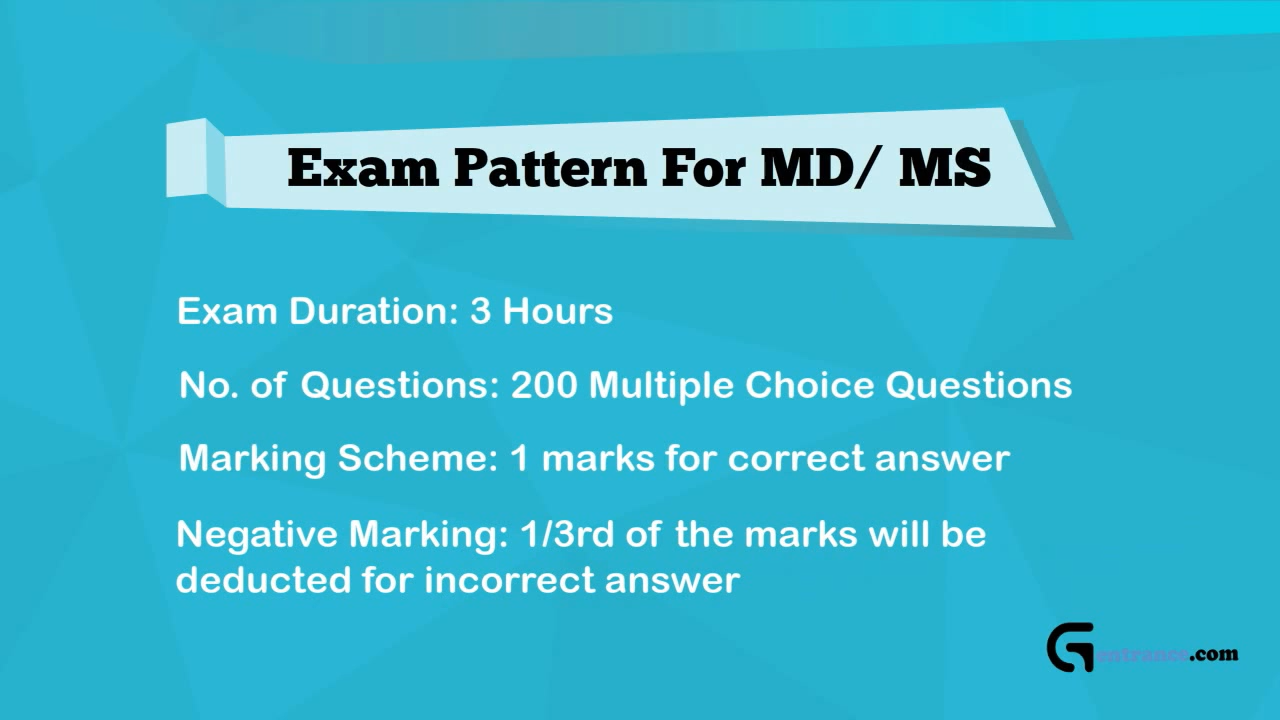 Exam Pattern For MD/ MS
Exam Duration: 3 Hours
No. of Questions: 200 Multiple Choice Questions
Marking Scheme: 1 marks for correct answer
Negative Marking: 1/3rd of the marks will be
deducted for incorrect answer
Gentrance.com